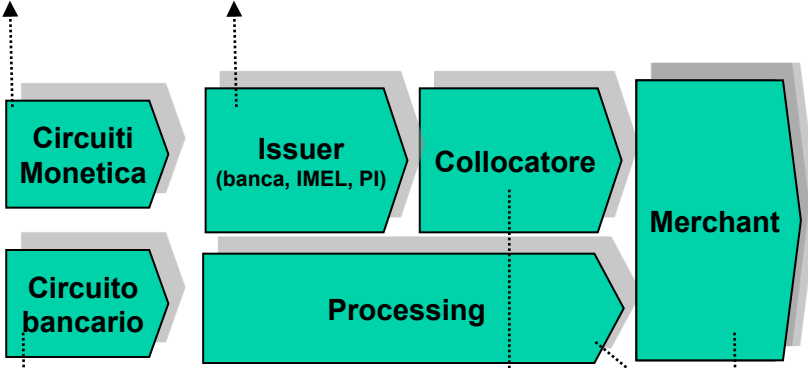 Circuiti
Monetica
Issuer
(banca, IMEL, PI)
Collocatore
Merchant
Circuito
bancario
Processing